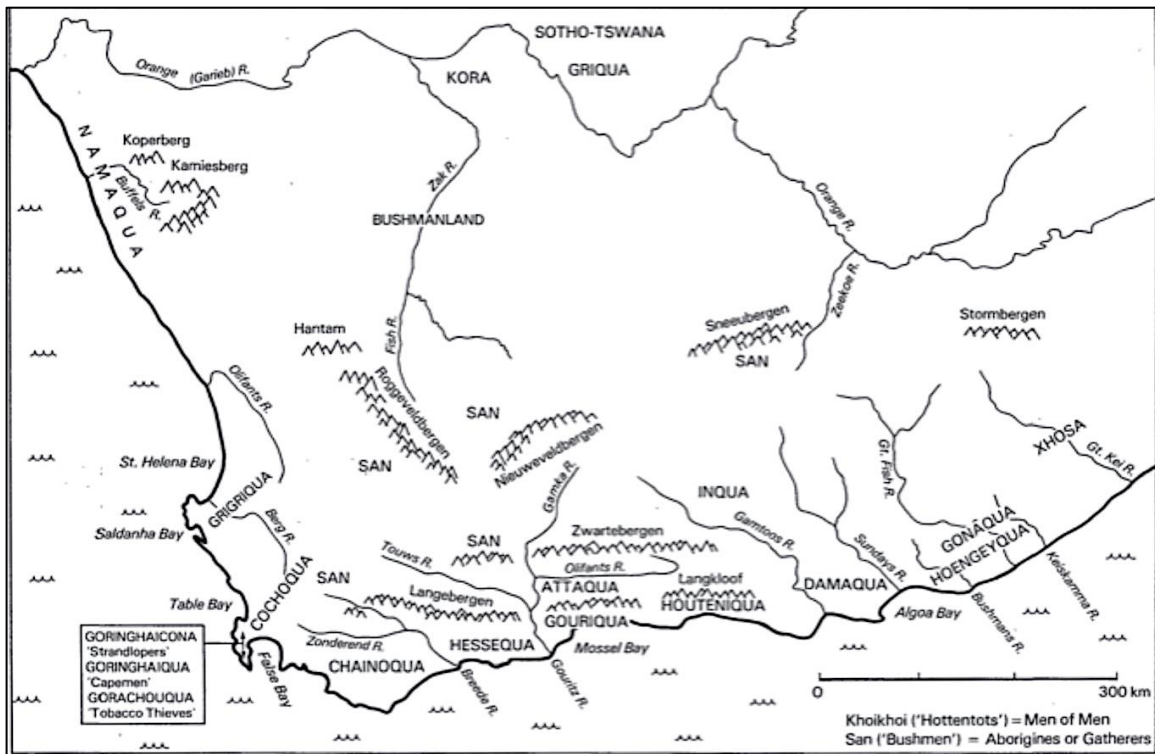 SOTHO-TSWANA
KORA
GRIQUA
Orange (Garieb) R.
NAMAQUA
Koperberg
Kamiesberg
Buffels R.
Zak R.
BUSHMANLAND
Orange R.
Zeekoe R.
Hantam
Fish R.
Sneeubergen
SAN
Stormbergen
Olifants R.
Roggeveldbergen
SAN
Nieuweveldbergen
SAN
St. Helena Bay
GRIGRIQUA
Saldanha Bay
Berg R.
Gamka R.
INQUA
Gamtoos R.
Gt. Fish R.
XHOSA
Gt. Kei R.
SAN
Zwartebergen
Touws R.
Olifants R.
Sundays R.
GONAQUA
HOENGEYQUA
Keiskamma R.
SAN
ATTAQUA
Langkloof
DAMAQUA
Table Bay
COCHOQUA
Langebergen
GOURIQUA
HOUTENIQUA
Algoa Bay
Bushmans R.
GORINGHAICONA
'Strandlopers'
GORINGHAIQUA
'Capemen'
GORACHOUQUA
'Tobacco Thieves'
False Bay
Zonderend R.
CHAINOQUA
HESSEQUA
Breede R.
Gouritz R.
Mossel Bay
0 300 km
Khoikhoi ('Hottentots') = Men of Men
San ('Bushmen') = Aborigines or Gatherers